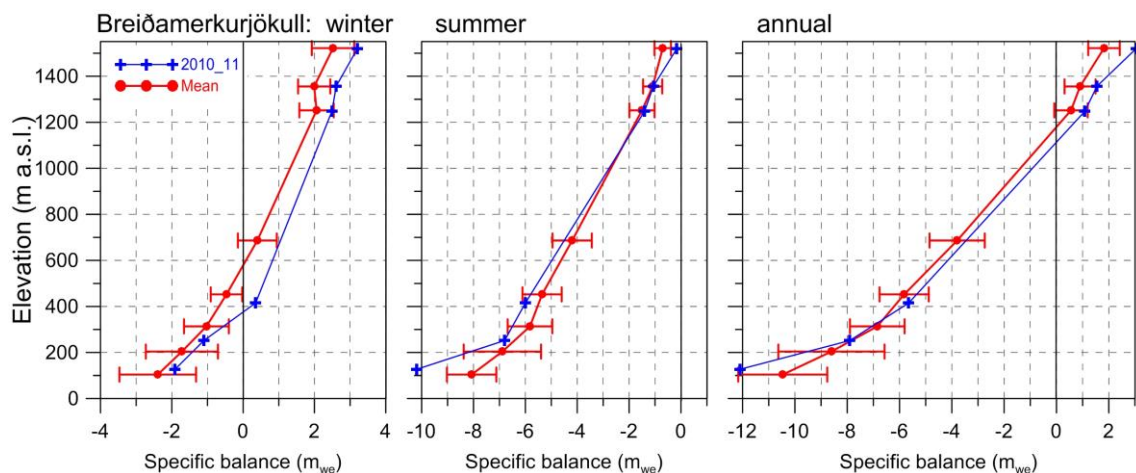 Breiðamerkurjökull: winter
summer
annual
2010_11
Mean
Elevation (m a.s.l.)
1400
1200
1000
800
600
400
200
0
-4 -2 0 2 4
-10 -8 -6 -4 -2 0
-12 -10 -8 -6 -4 -2 0 2
Specific balance (mwe)
Specific balance (mwe)
Specific balance (mwe)